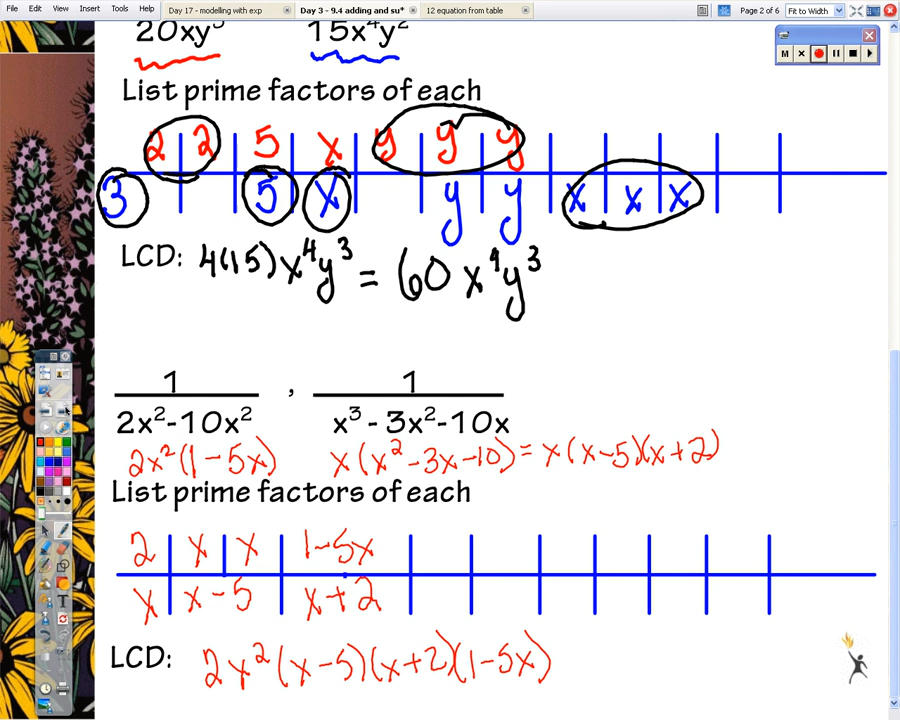 File Edit View Insert Tools Help Day 17 - modelling with exp Day 3 - 9.4 adding and su* 12 equation from table Page 2 of 6 Fit to Width
M
20xy³ 15x⁴y²
List prime factors of each
2 2 5 x y y y
3 5 x y y x x x
LCD: 4(15)x⁴y³ = 60x⁴y³
1 , 1
2x²-10x² x³ - 3x² -10x
2x²(1-5x) x(x²-3x-10) = x(x-5)(x+2)
List prime factors of each
2 x x 1-5x
x x-5 x+2
LCD: 2x²(x-5)(x+2)(1-5x)
T